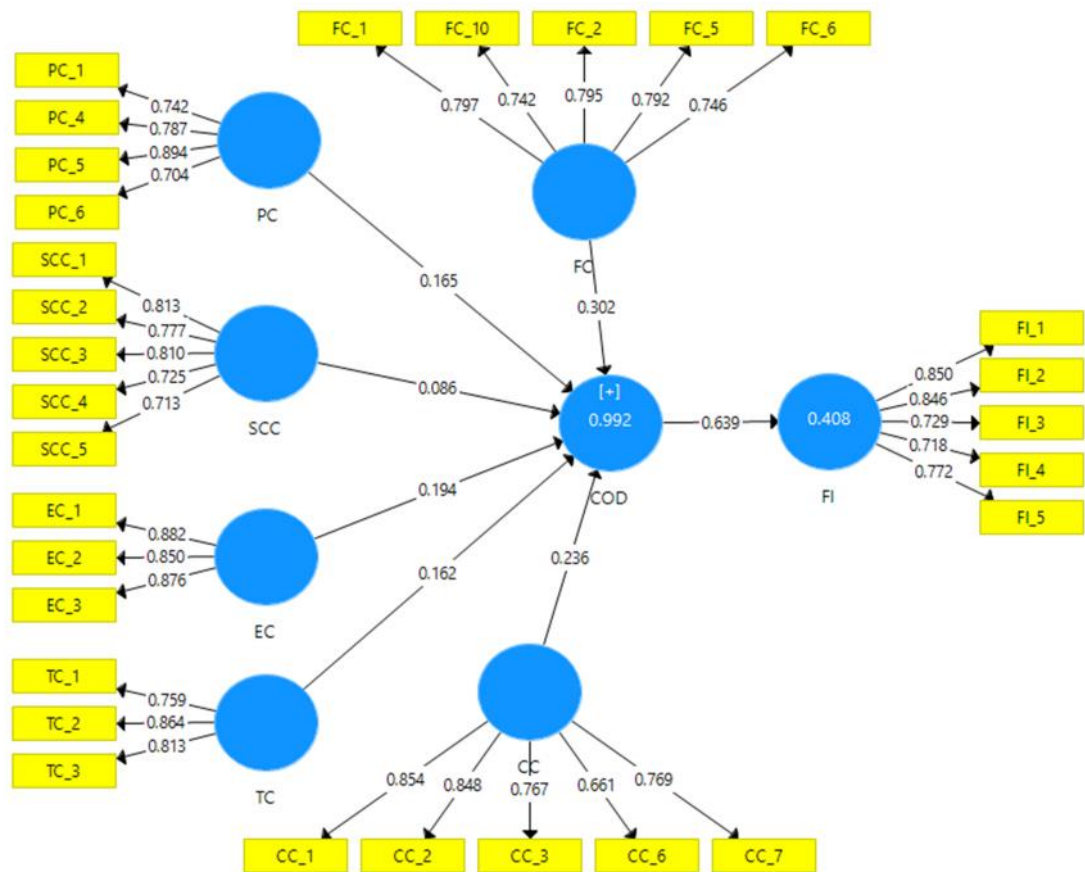 FC_1
FC_10
FC_2
FC_5
FC_6
0.797
0.742
0.795
0.792
0.746
FC
0.302
PC_1
PC_4
PC_5
PC_6
0.742
0.787
0.894
0.704
PC
0.165
SCC_1
SCC_2
SCC_3
SCC_4
SCC_5
0.813
0.777
0.810
0.725
0.713
SCC
0.086
EC_1
EC_2
EC_3
0.882
0.850
0.876
EC
0.194
TC_1
TC_2
TC_3
0.759
0.864
0.813
TC
0.162
[+]
0.992
COD
0.639
0.408
FI
0.850
0.846
0.729
0.718
0.772
FI_1
FI_2
FI_3
FI_4
FI_5
0.236
CC
0.854
0.848
0.767
0.661
0.769
CC_1
CC_2
CC_3
CC_6
CC_7